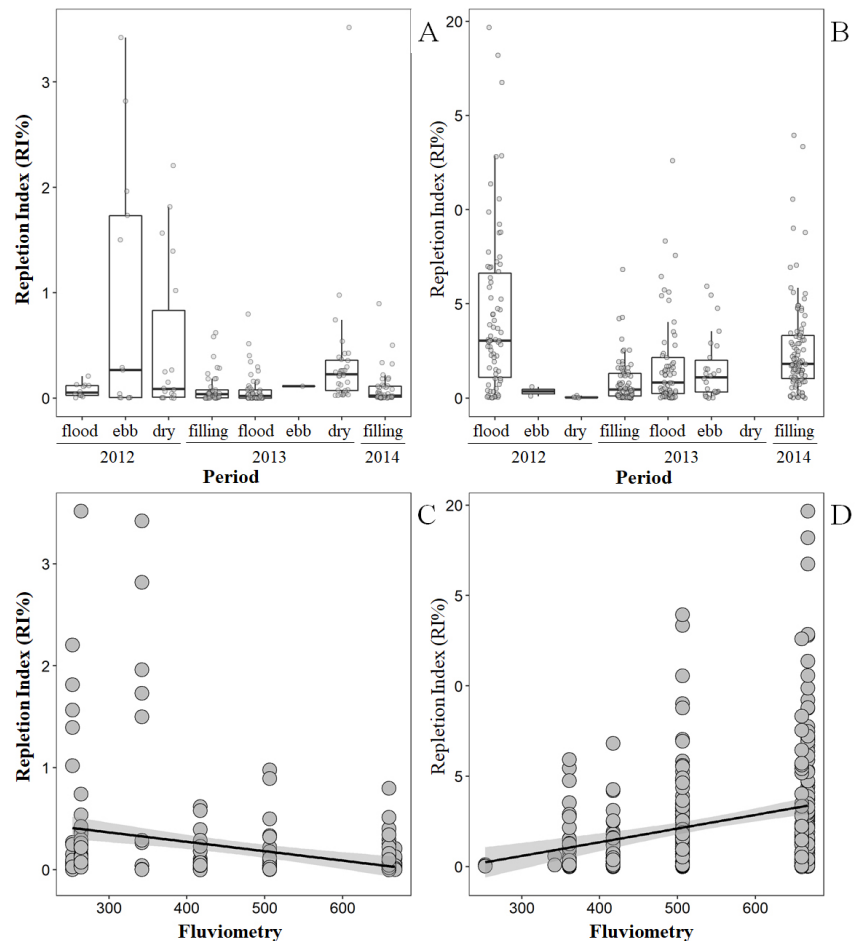 A
B
Repletion Index (RI%)
3
2
1
0
Repletion Index (RI%)
20
5
0
5
0
flood ebb dry filling flood ebb dry filling
2012 2013 2014
Period
flood ebb dry filling flood ebb dry filling
2012 2013 2014
Period
C
D
Repletion Index (RI%)
3
2
1
0
300 400 500 600
Fluviometry
Repletion Index (RI%)
20
5
0
5
0
300 400 500 600
Fluviometry